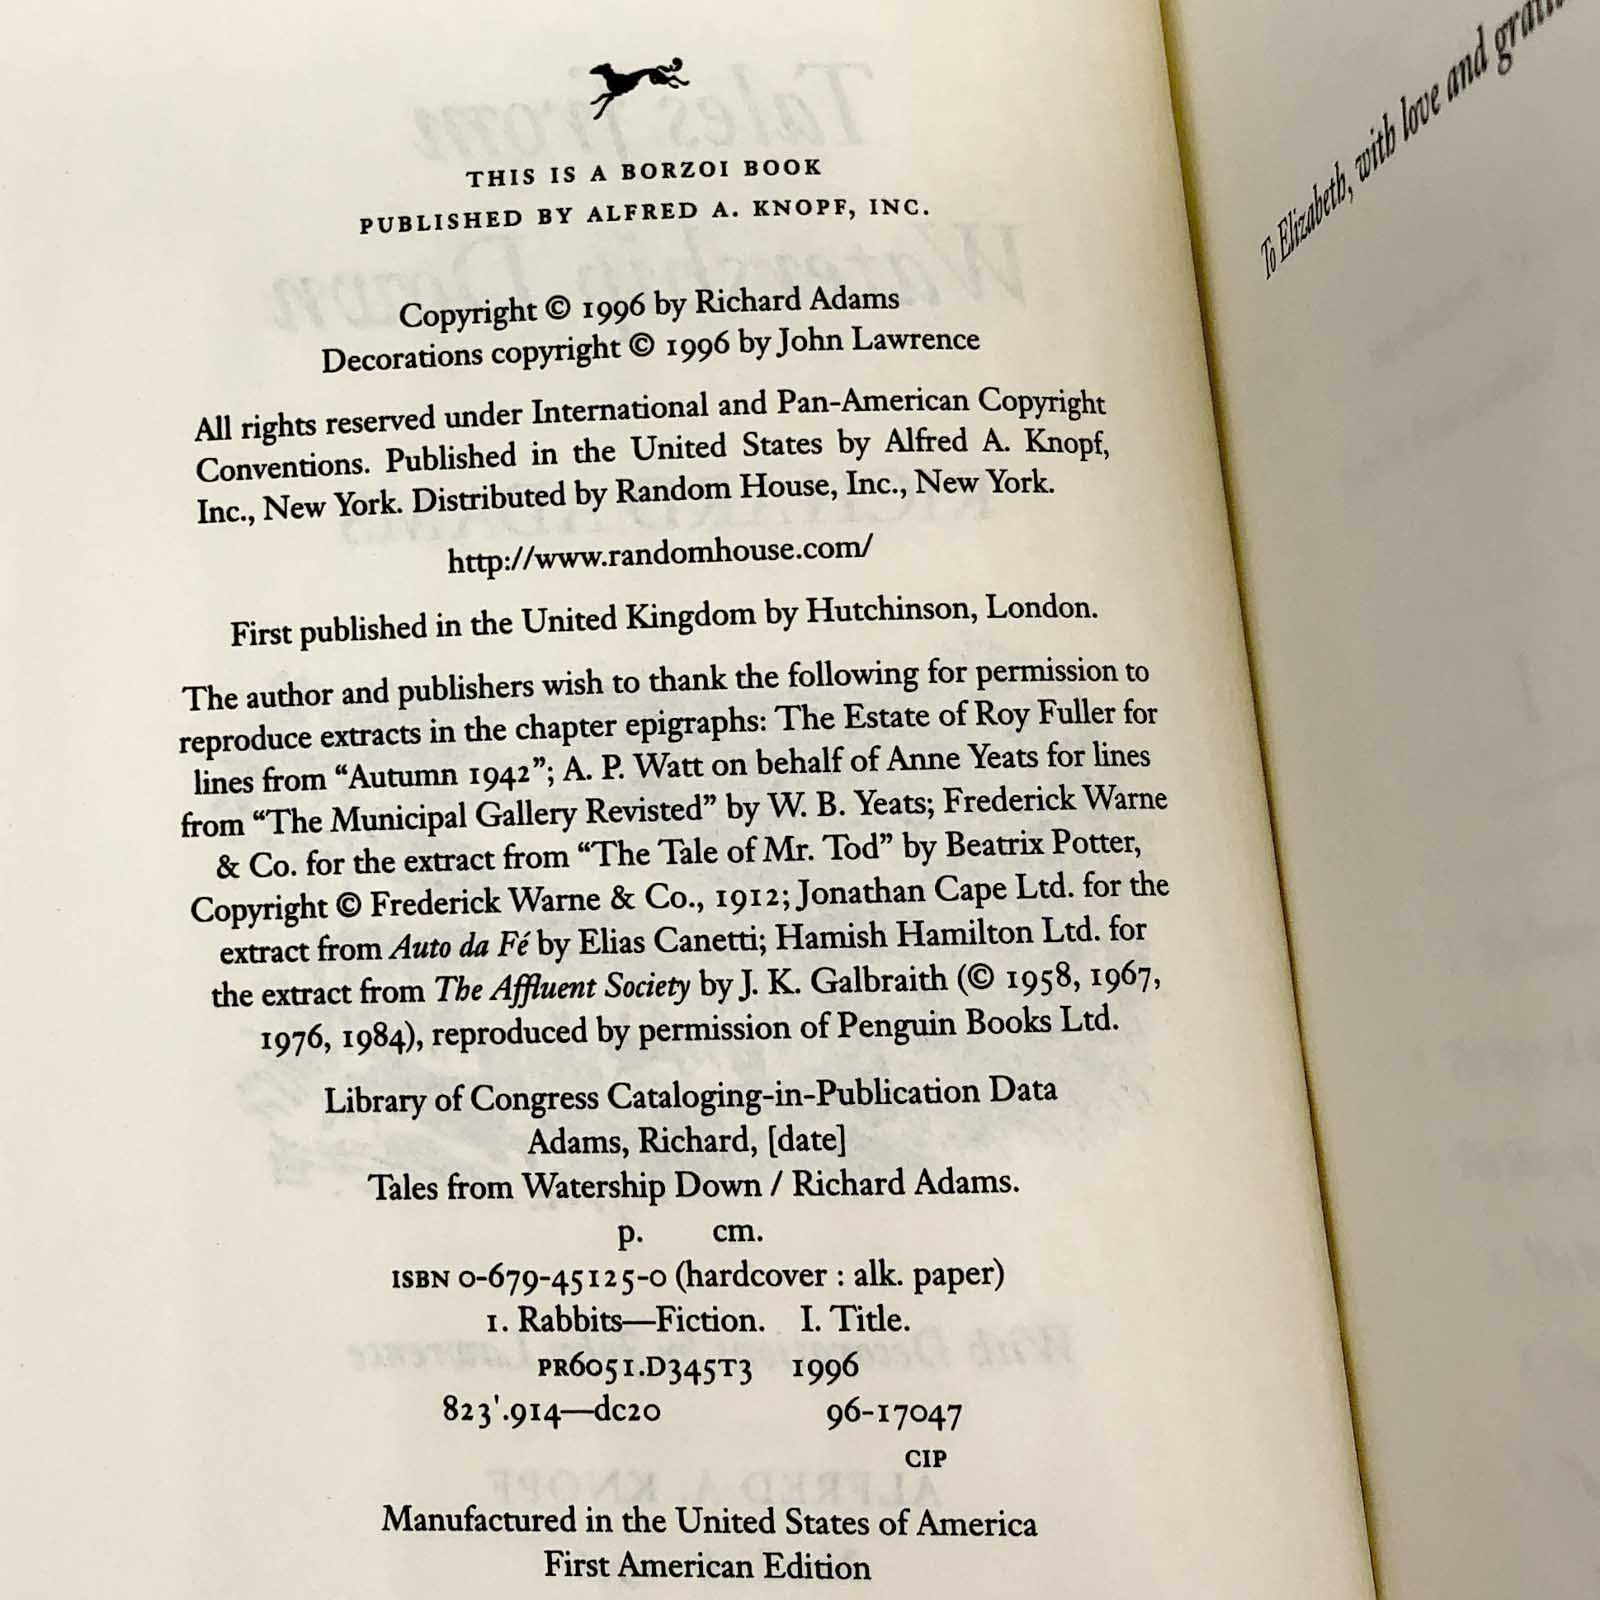 THIS IS A BORZOI BOOK
PUBLISHED BY ALFRED A. KNOPF, INC.
Copyright © 1996 by Richard Adams
Decorations copyright © 1996 by John Lawrence
All rights reserved under International and Pan-American Copyright
Conventions. Published in the United States by Alfred A. Knopf,
Inc., New York. Distributed by Random House, Inc., New York.
http://www.randomhouse.com/
First published in the United Kingdom by Hutchinson, London.
The author and publishers wish to thank the following for permission to
reproduce extracts in the chapter epigraphs: The Estate of Roy Fuller for
lines from “Autumn 1942”; A. P. Watt on behalf of Anne Yeats for lines
from “The Municipal Gallery Revisted” by W. B. Yeats; Frederick Warne
& Co. for the extract from “The Tale of Mr. Tod” by Beatrix Potter,
Copyright © Frederick Warne & Co., 1912; Jonathan Cape Ltd. for the
extract from Auto da Fé by Elias Canetti; Hamish Hamilton Ltd. for
the extract from The Affluent Society by J. K. Galbraith (© 1958, 1967,
1976, 1984), reproduced by permission of Penguin Books Ltd.
Library of Congress Cataloging-in-Publication Data
Adams, Richard, [date]
Tales from Watership Down / Richard Adams.
p. cm.
ISBN 0-679-45125-0 (hardcover : alk. paper)
1. Rabbits—Fiction. I. Title.
PR6051.D345T3 1996
823'.914—dc20 96-17047
CIP
Manufactured in the United States of America
First American Edition
To Elizabeth, with love and